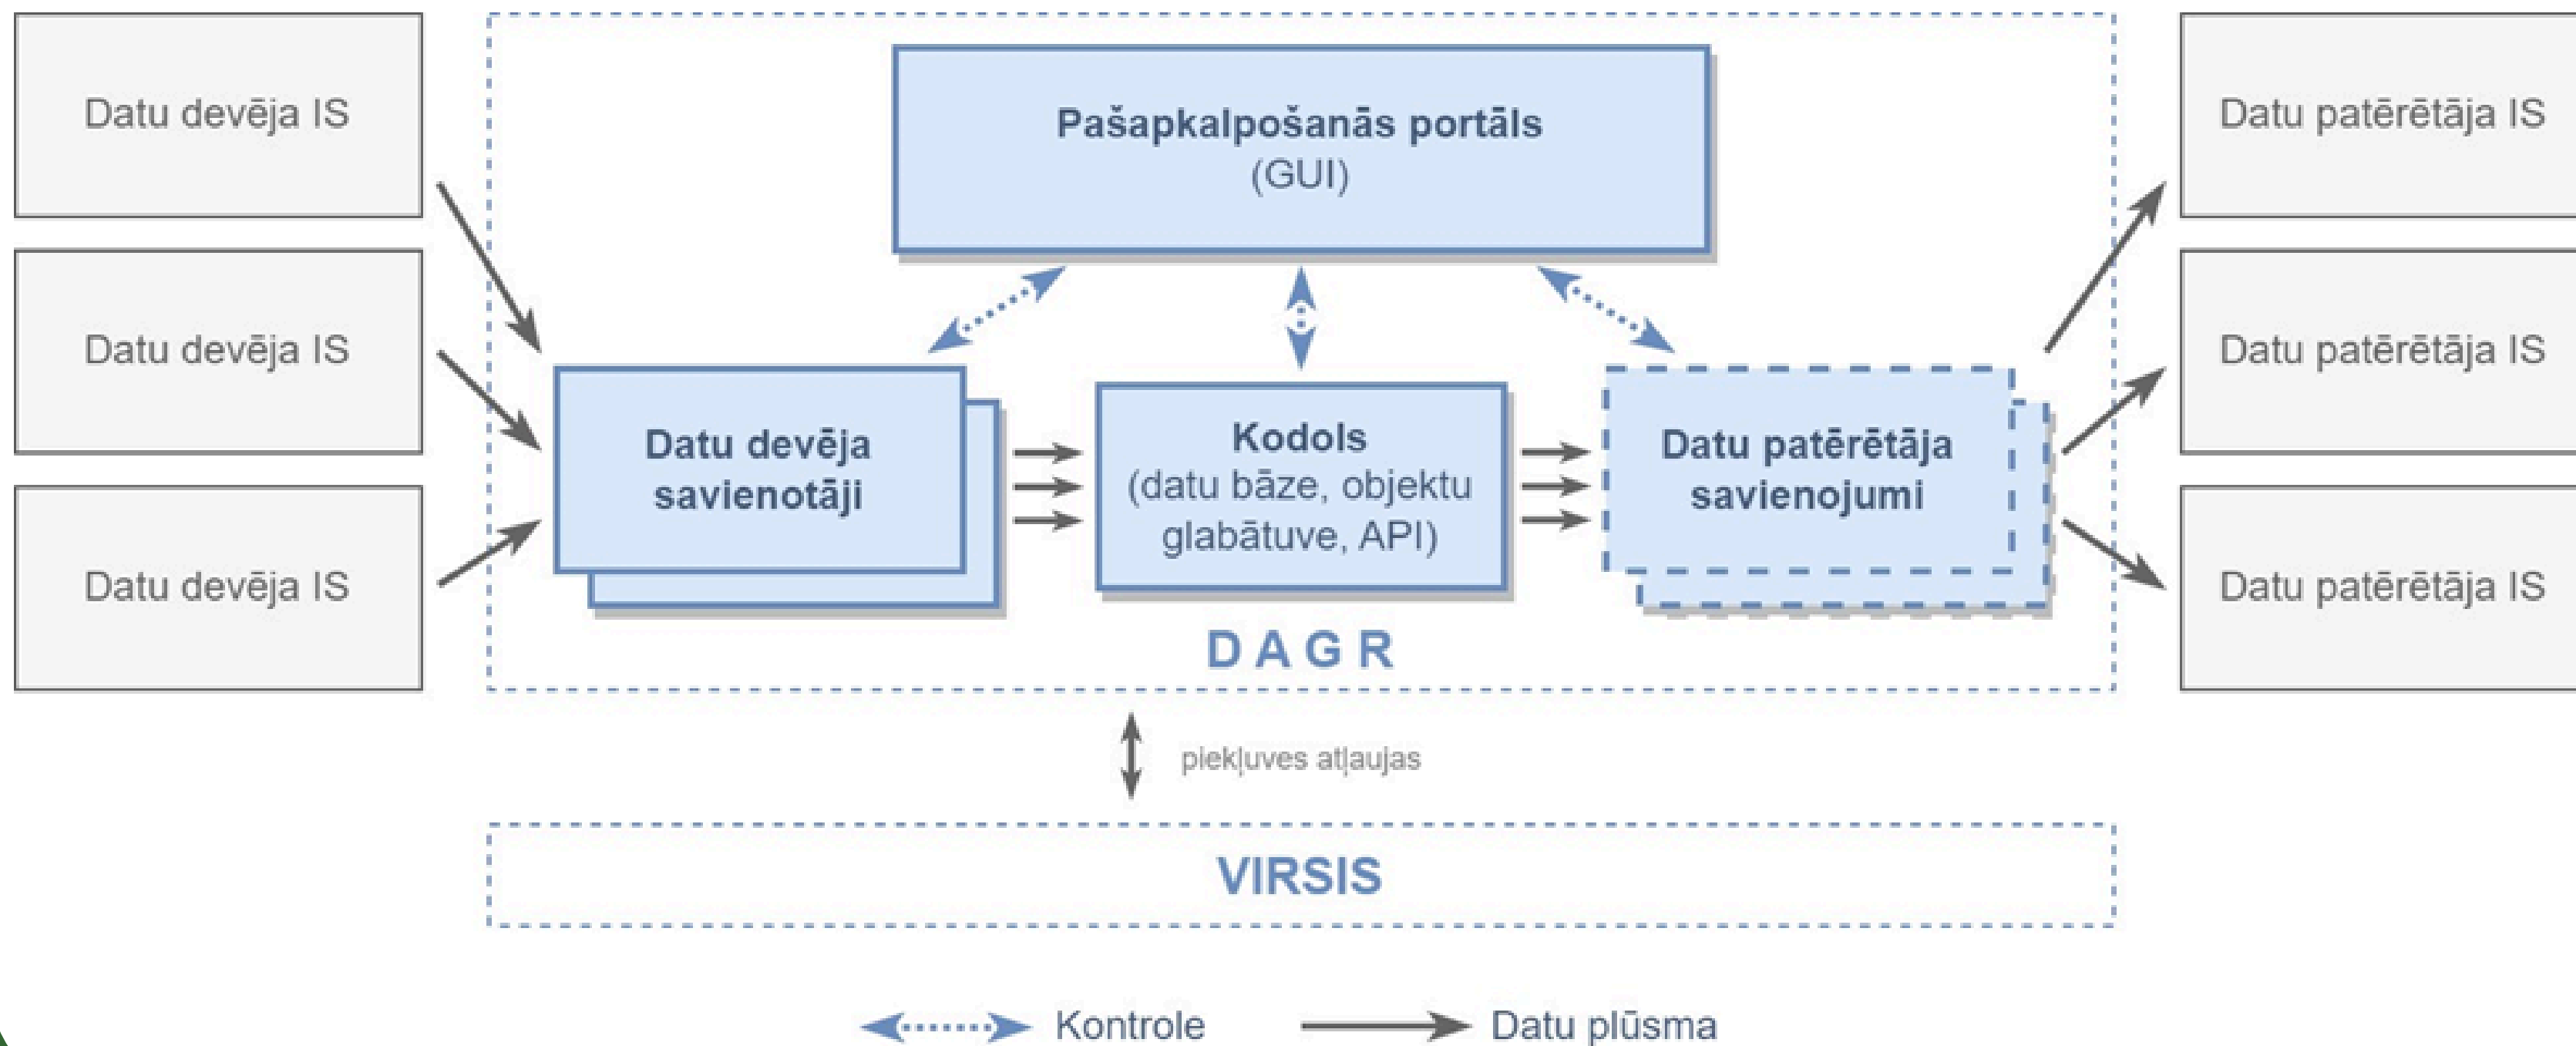 Datu devēja IS
Datu devēja IS
Datu devēja IS
Pašapkalpošanās portāls
(GUI)
Datu devēja
savienotāji
Kodols
(datu bāze, objektu
glabātuve, API)
Datu patērētāja
savienojumi
D A G R
Datu patērētāja IS
Datu patērētāja IS
Datu patērētāja IS
piekļuves atļaujas
VIRSIS
Kontrole
Datu plūsma